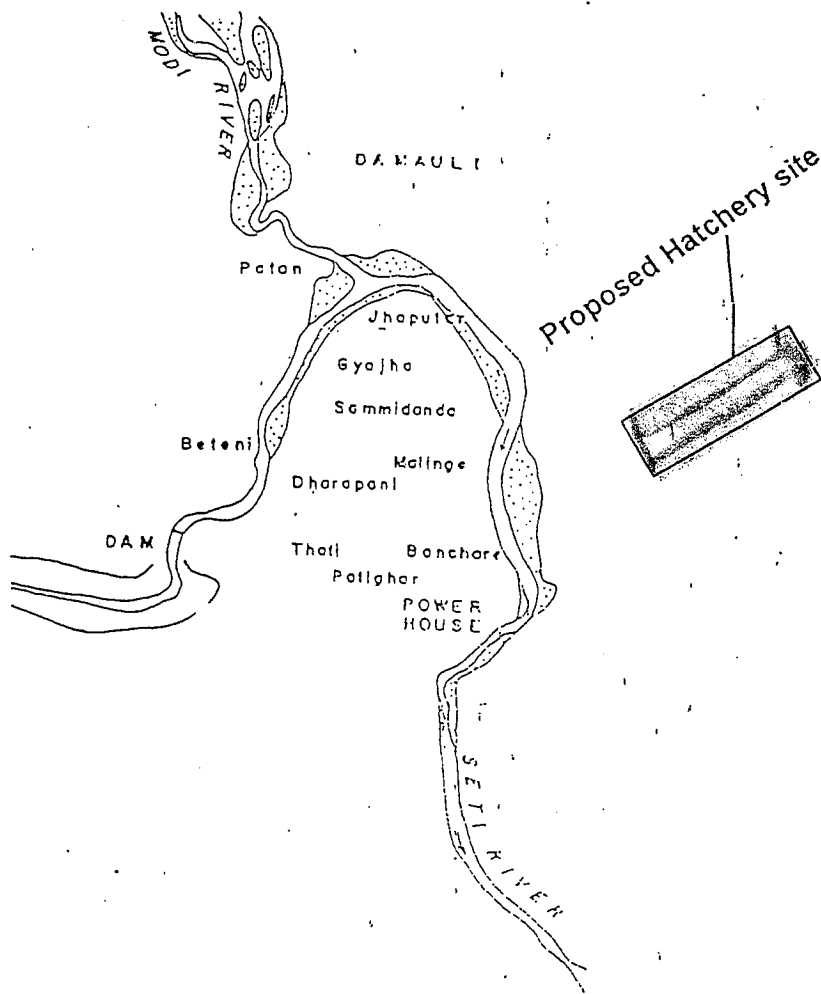 MODI
RIVER
DAMAULI
Proposed Hatchery site
Patan
Jhaputar
Gyajha
Sammidanda
Beteni
Malinge
Dharapani
DAM
Thati
Banchare
Patighar
POWER
HOUSE
SETI RIVER